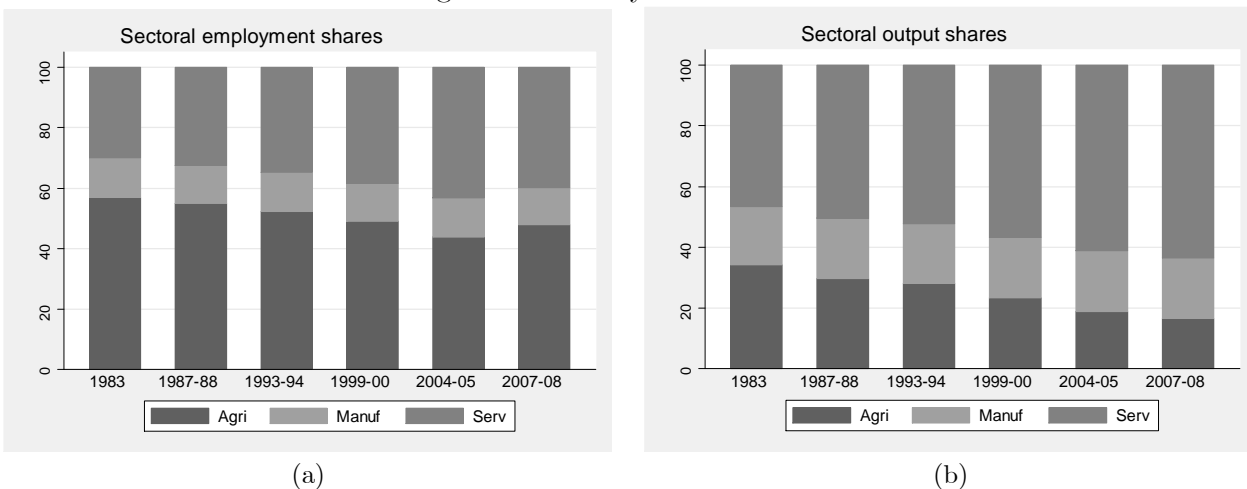 Sectoral employment shares
100
80
60
40
20
0
1983 1987-88 1993-94 1999-00 2004-05 2007-08
Agri Manuf Serv
(a)
Sectoral output shares
100
80
60
40
20
0
1983 1987-88 1993-94 1999-00 2004-05 2007-08
Agri Manuf Serv
(b)